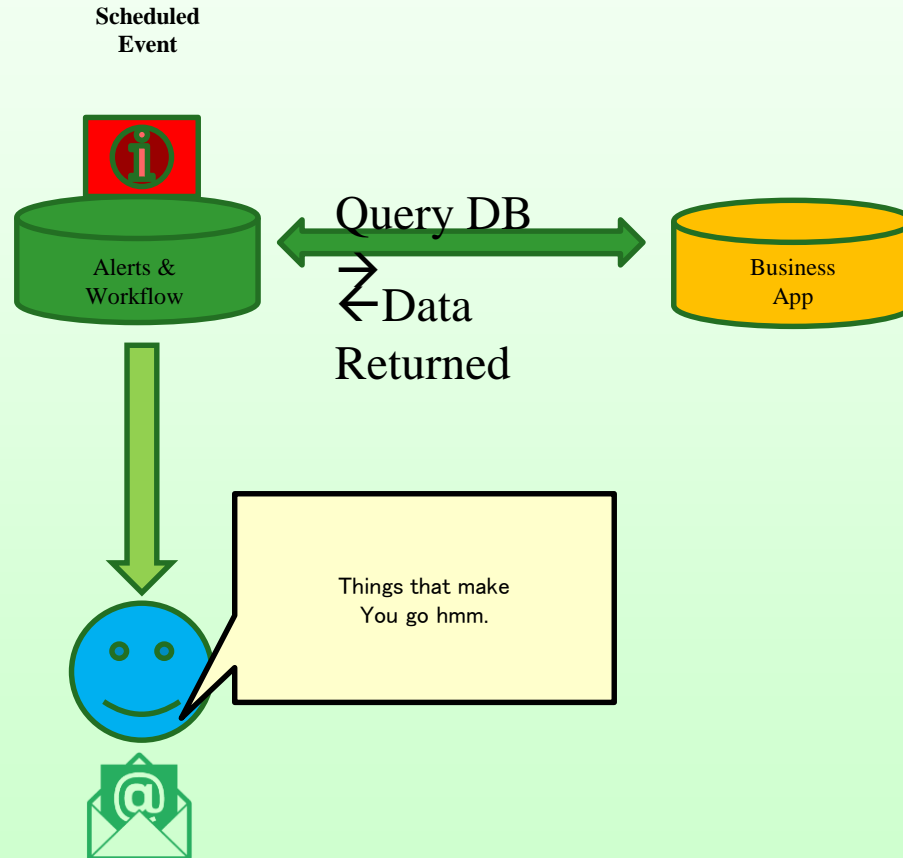 Scheduled
Event
i
Alerts &
Workflow
Query DB
→
←Data
Returned
Business
App
Things that make
You go hmm.
@